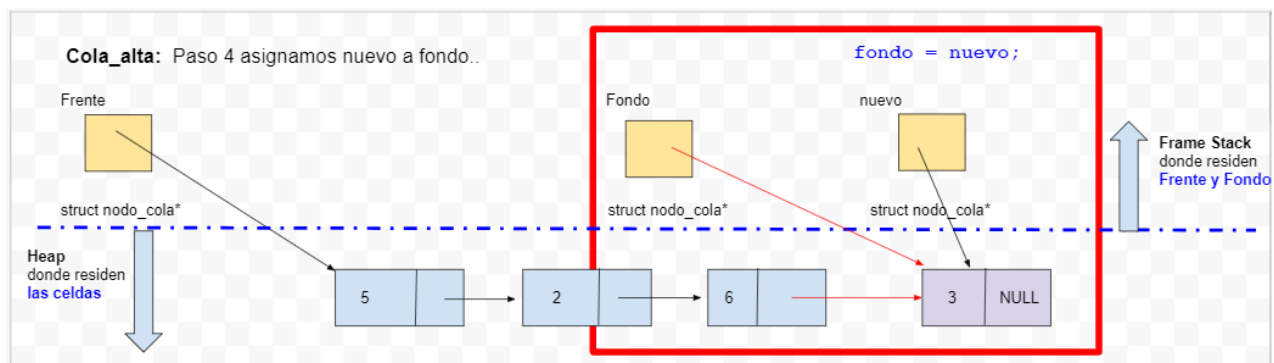 Cola_alta: Paso 4 asignamos nuevo a fondo..
fondo = nuevo;
Frente
Fondo
nuevo
Frame Stack
donde residen
Frente y Fondo
struct nodo_cola*
struct nodo_cola*
struct nodo_cola*
Heap
donde residen
las celdas
5
2
6
3
NULL